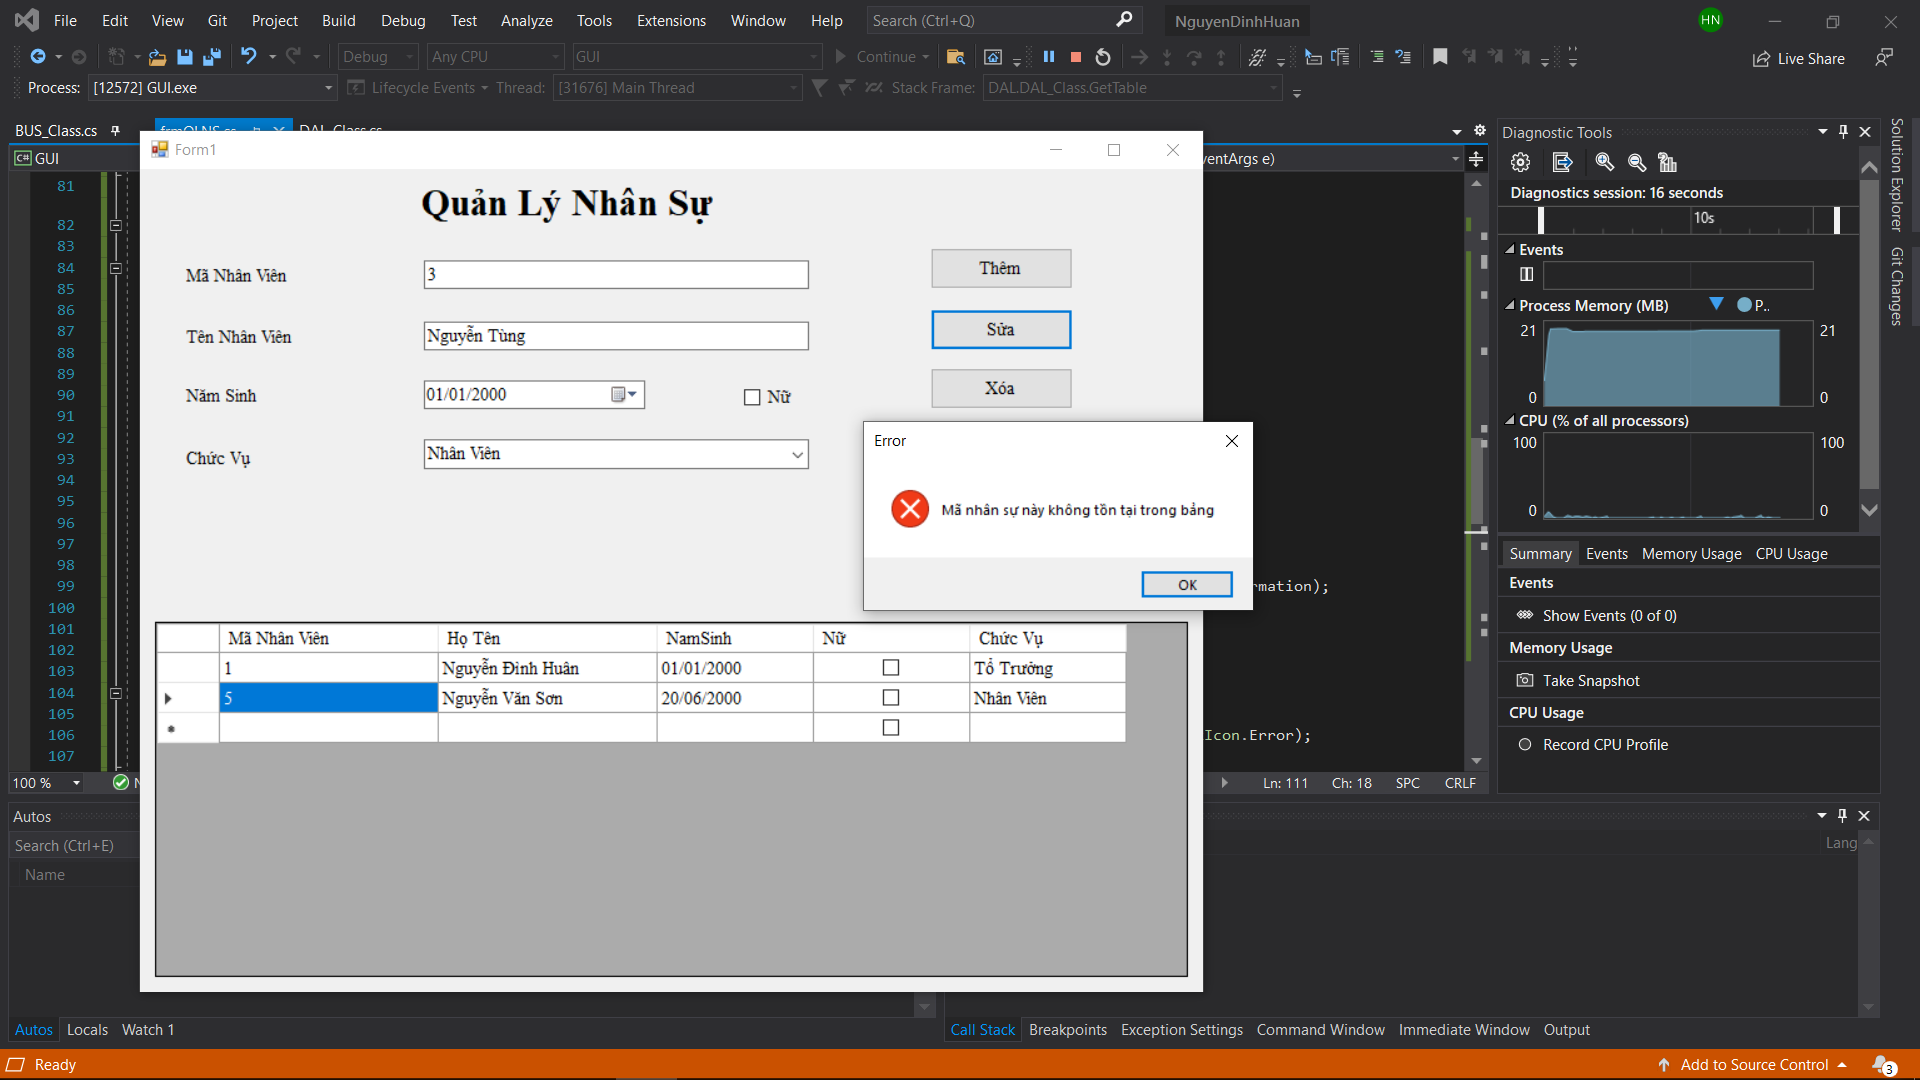 File Edit View Git Project Build Debug Test Analyze Tools Extensions Window Help Search (Ctrl+Q) NguyenDinhHuan HN
Debug Any CPU GUI Continue Live Share
Process: [12572] GUI.exe Lifecycle Events Thread: [31676] Main Thread Stack Frame: DAL.DAL_Class.GetTable
BUS_Class.cs frmQLNS.cs DAL_Class.cs
GUI
ventArgs e)
81
82
83
84
85
86
87
88
89
90
91
92
93
94
95
96
97
98
99
100
101
102
103
104
105
106
107
rmation);
Icon.Error);
100 % Ln: 111 Ch: 18 SPC CRLF
Form1
Quản Lý Nhân Sự
Mã Nhân Viên 3 Thêm
Tên Nhân Viên Nguyễn Tùng Sửa
Năm Sinh 01/01/2000 Nữ Xóa
Chức Vụ Nhân Viên
Error
Mã nhân sự này không tồn tại trong bảng
OK
Mã Nhân Viên Họ Tên NamSinh Nữ Chức Vụ
1 Nguyễn Đình Huân 01/01/2000 Tổ Trưởng
5 Nguyễn Văn Sơn 20/06/2000 Nhân Viên
Diagnostic Tools
Diagnostics session: 16 seconds
10s
Events
Process Memory (MB) P..
21 21
0 0
CPU (% of all processors)
100 100
0 0
Summary Events Memory Usage CPU Usage
Events
Show Events (0 of 0)
Memory Usage
Take Snapshot
CPU Usage
Record CPU Profile
Solution Explorer
Git Changes
Autos
Search (Ctrl+E)
Name
Lang
Autos Locals Watch 1
Call Stack Breakpoints Exception Settings Command Window Immediate Window Output
Ready Add to Source Control 3